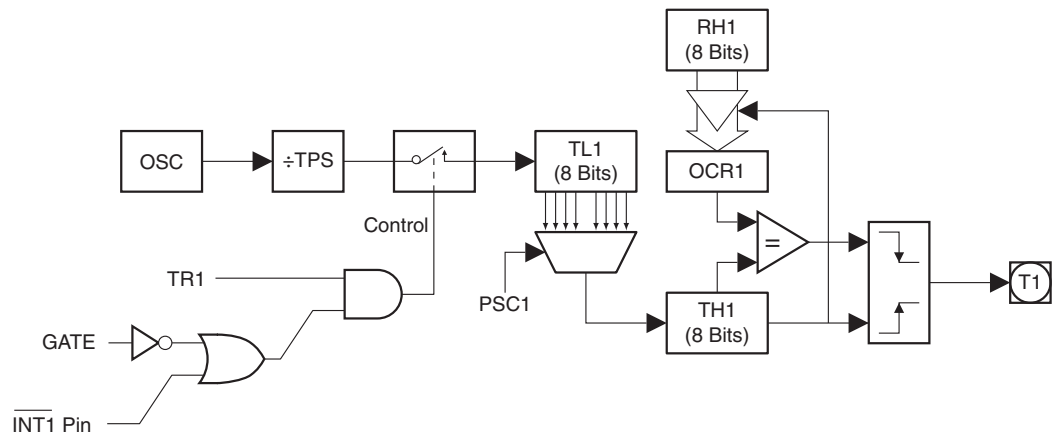 RH1
(8 Bits)
OSC
÷TPS
TL1
(8 Bits)
OCR1
Control
=
TR1
PSC1
T1
TH1
(8 Bits)
GATE
INT1 Pin